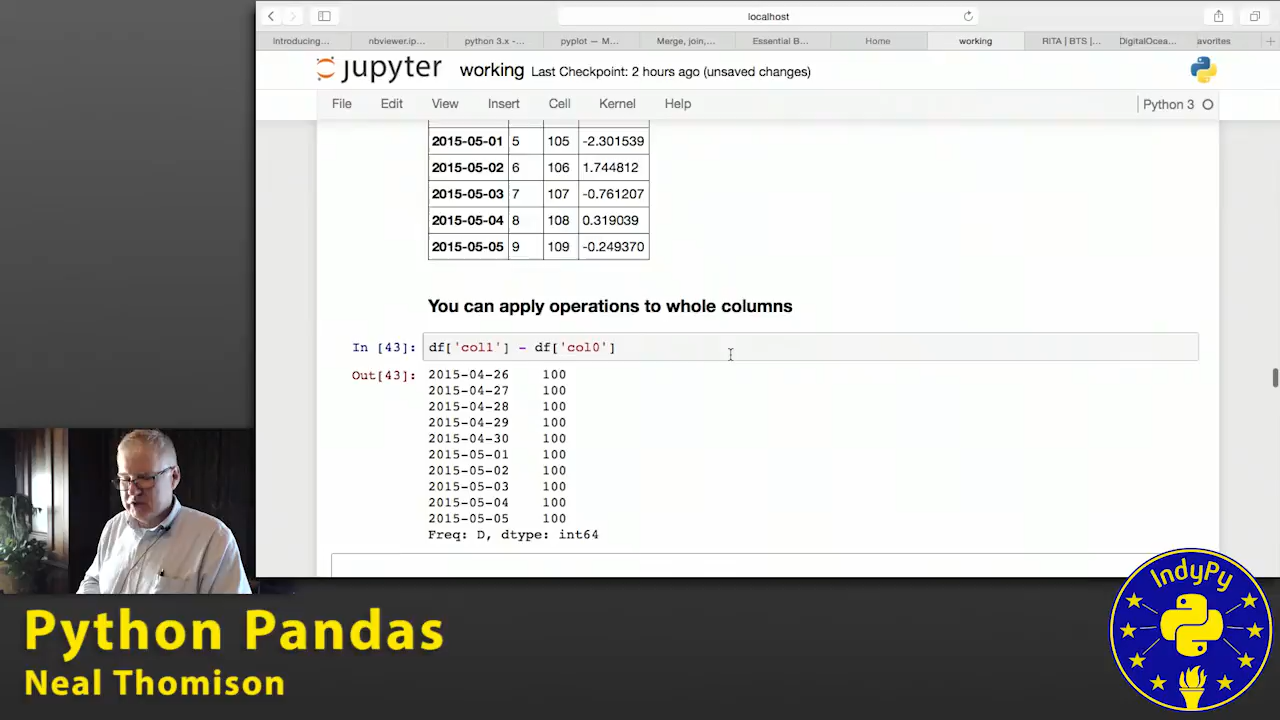 localhost
Introducing...
nbviewer.ip...
python 3.x -...
pyplot — M...
Merge, join,...
Essential B...
Home
working
RITA | BTS |...
DigitalOcea...
avorites
jupyter working Last Checkpoint: 2 hours ago (unsaved changes)
File Edit View Insert Cell Kernel Help Python 3
2015-05-01 5 105 -2.301539
2015-05-02 6 106 1.744812
2015-05-03 7 107 -0.761207
2015-05-04 8 108 0.319039
2015-05-05 9 109 -0.249370
You can apply operations to whole columns
In [43]: df['col1'] - df['col0']
Out[43]: 2015-04-26 100
2015-04-27 100
2015-04-28 100
2015-04-29 100
2015-04-30 100
2015-05-01 100
2015-05-02 100
2015-05-03 100
2015-05-04 100
2015-05-05 100
Freq: D, dtype: int64
IndyPy
Python Pandas
Neal Thomison